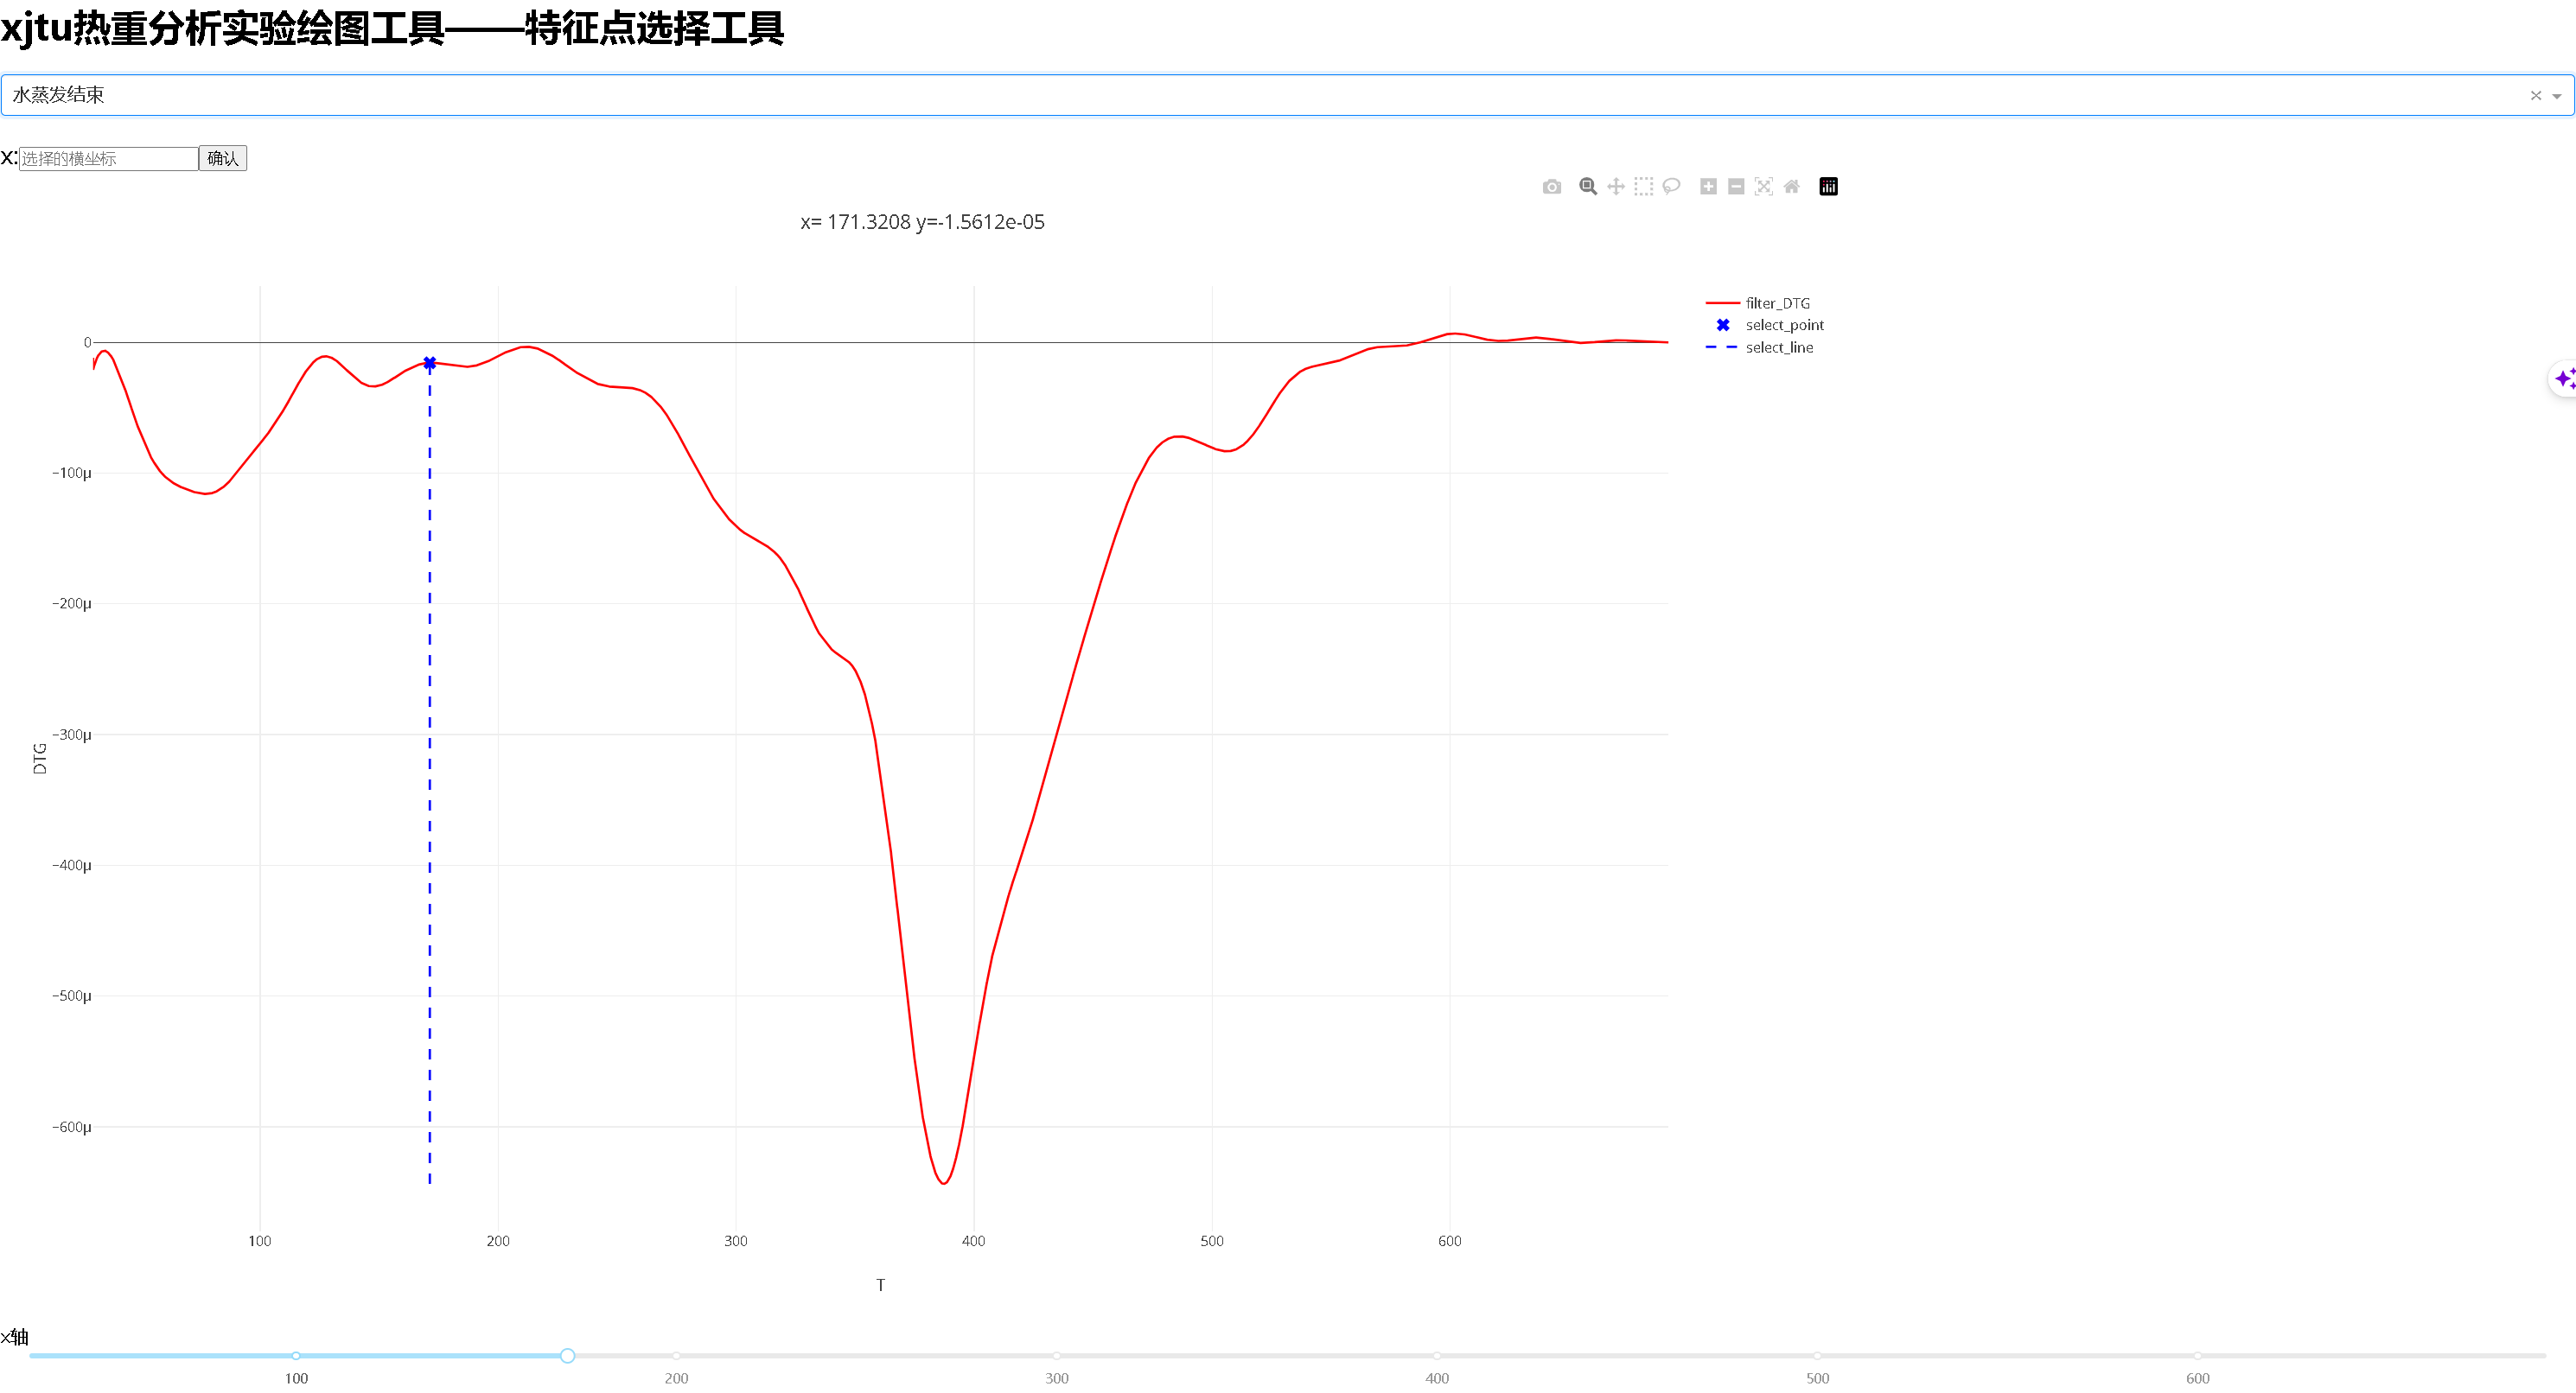 xjtu热重分析实验绘图工具——特征点选择工具
水蒸发结束
x:选择的横坐标 确认
x= 171.3208 y=-1.5612e-05
filter_DTG
select_point
select_line
0
−100μ
−200μ
−300μ
−400μ
−500μ
−600μ
DTG
100 200 300 400 500 600
T
x轴
100 200 300 400 500 600